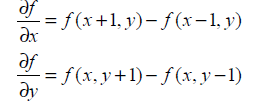 ∂f/∂x = f(x+1, y) − f(x−1, y)
∂f/∂y = f(x, y+1) − f(x, y−1)